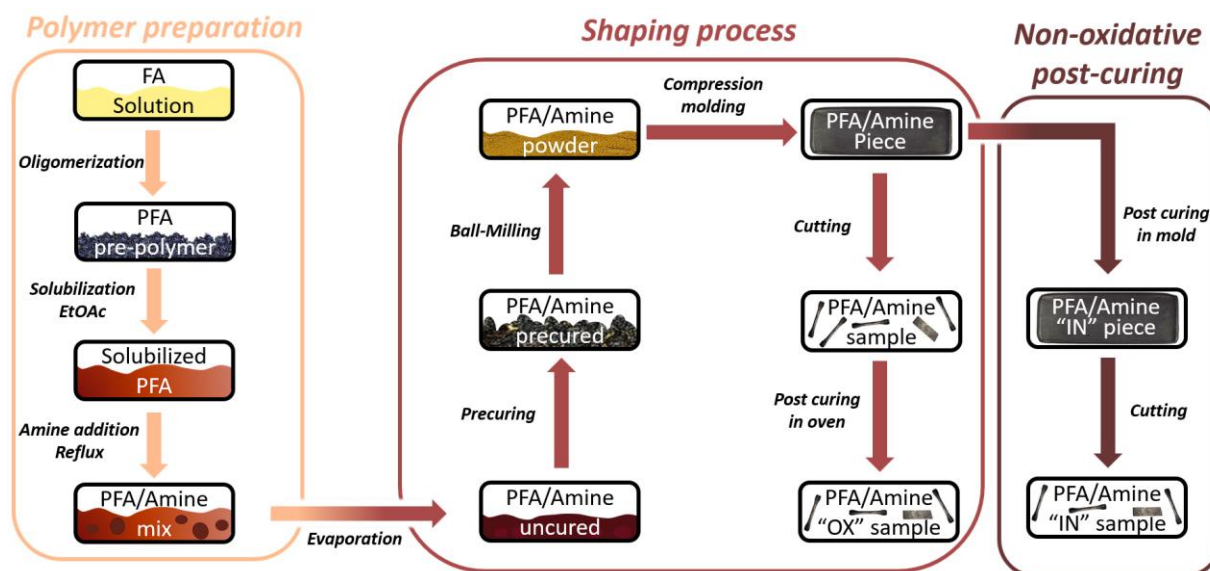 Polymer preparation
FA
Solution
Oligomerization
PFA
pre-polymer
Solubilization
EtOAc
Solubilized
PFA
Amine addition
Reflux
PFA/Amine
mix
Evaporation
Shaping process
PFA/Amine
uncured
Precuring
PFA/Amine
precured
Ball-Milling
PFA/Amine
powder
Compression
molding
PFA/Amine
Piece
Cutting
PFA/Amine
sample
Post curing
in oven
PFA/Amine
“OX” sample
Non-oxidative
post-curing
Post curing
in mold
PFA/Amine
“IN” piece
Cutting
PFA/Amine
“IN” sample